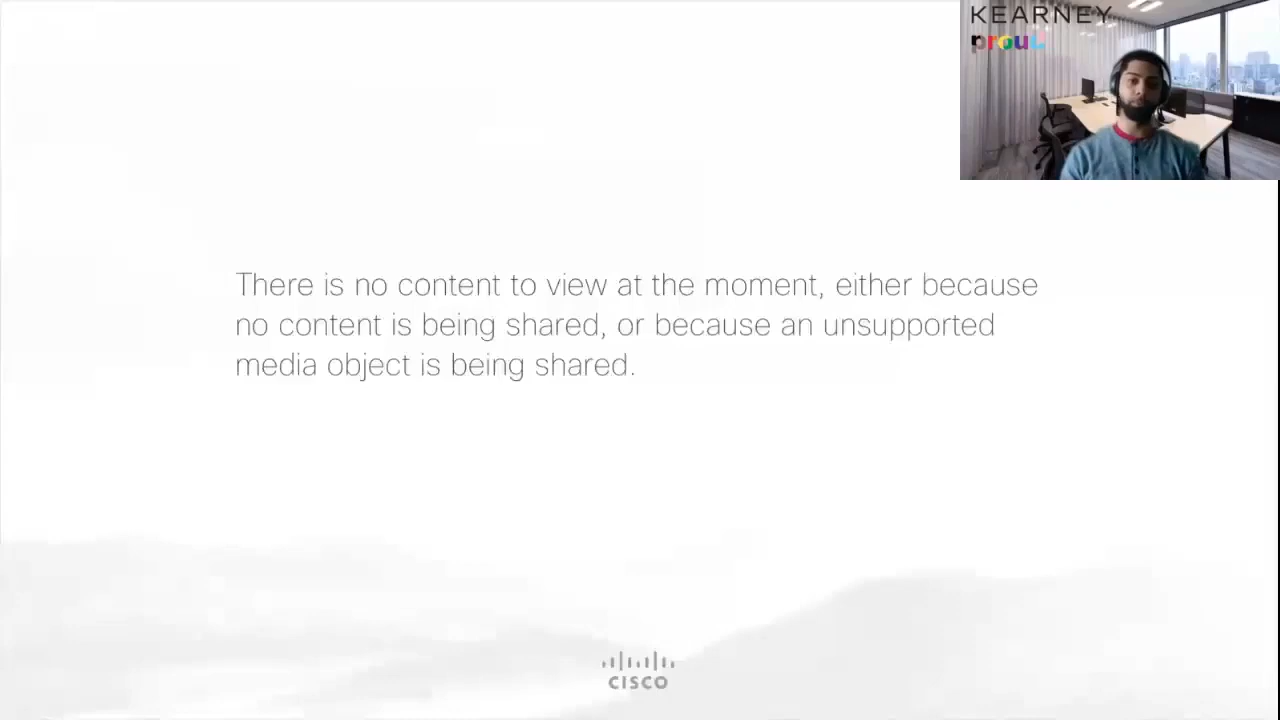 KEARNEY
proud
There is no content to view at the moment, either because
no content is being shared, or because an unsupported
media object is being shared.
CISCO